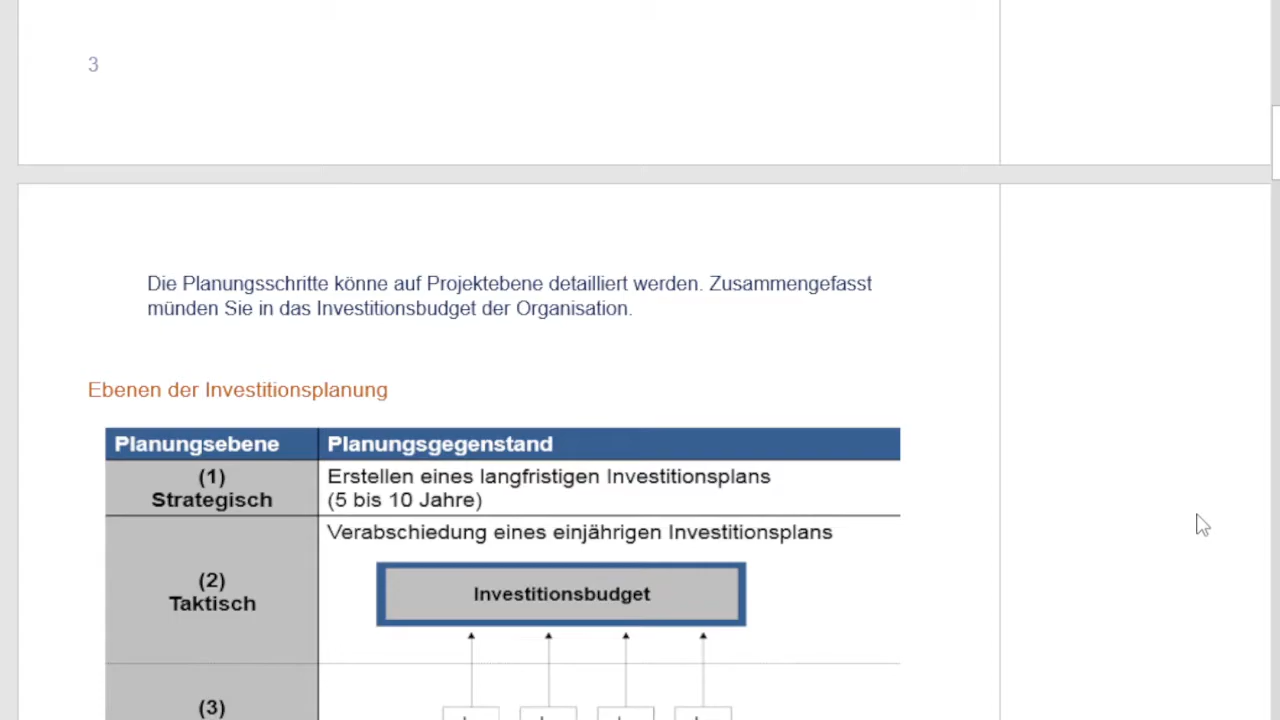 3
Die Planungsschritte könne auf Projektebene detailliert werden. Zusammengefasst
münden Sie in das Investitionsbudget der Organisation.
Ebenen der Investitionsplanung
Planungsebene Planungsgegenstand
(1)
Strategisch
Erstellen eines langfristigen Investitionsplans
(5 bis 10 Jahre)
Verabschiedung eines einjährigen Investitionsplans
(2)
Taktisch
Investitionsbudget
(3)